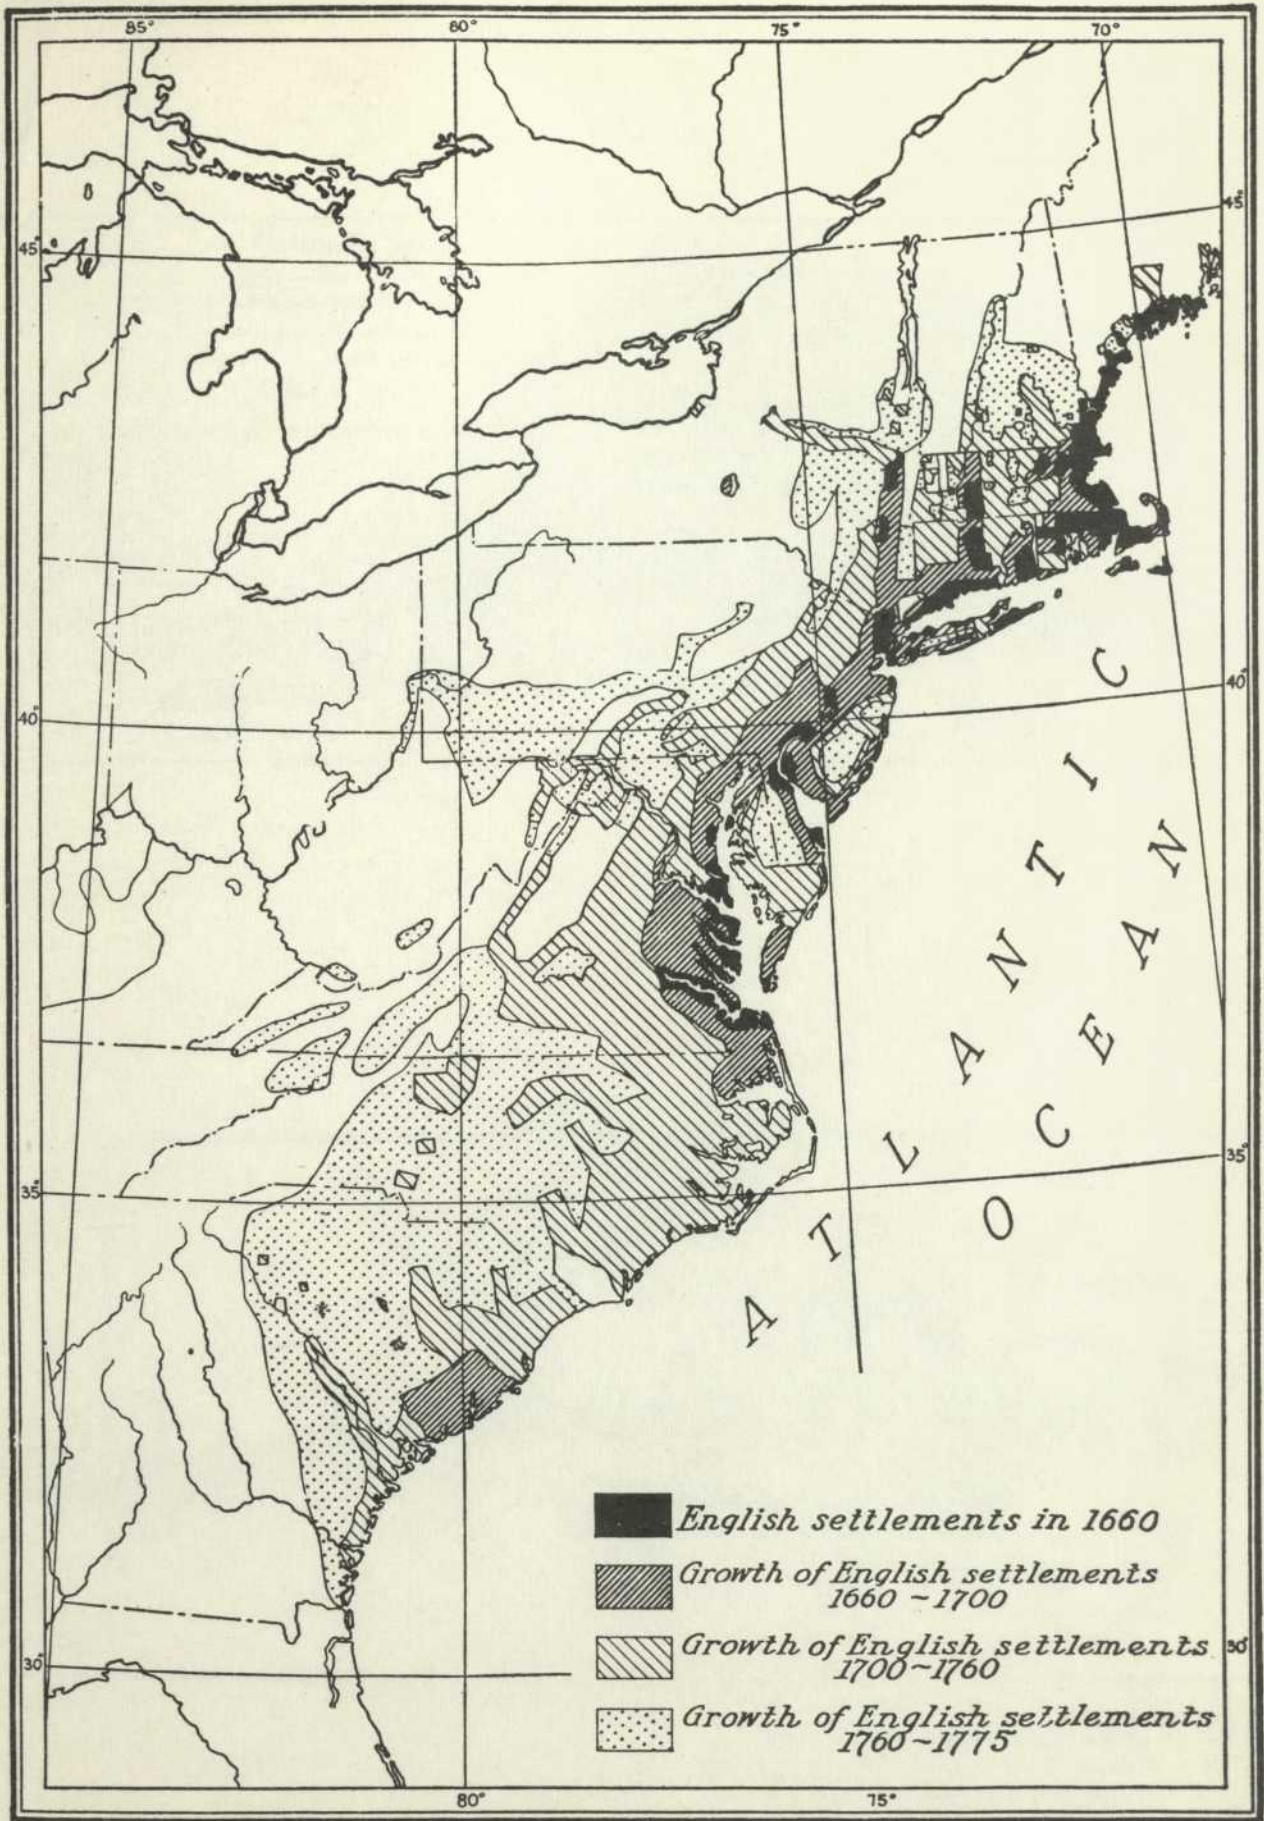 85° 80° 75° 70°
45° 45°
40° 40°
35° 35°
30° 30°
80° 75°
ATLANTIC
OCEAN
English settlements in 1660
Growth of English settlements
1660~1700
Growth of English settlements
1700~1760
Growth of English settlements
1760~1775